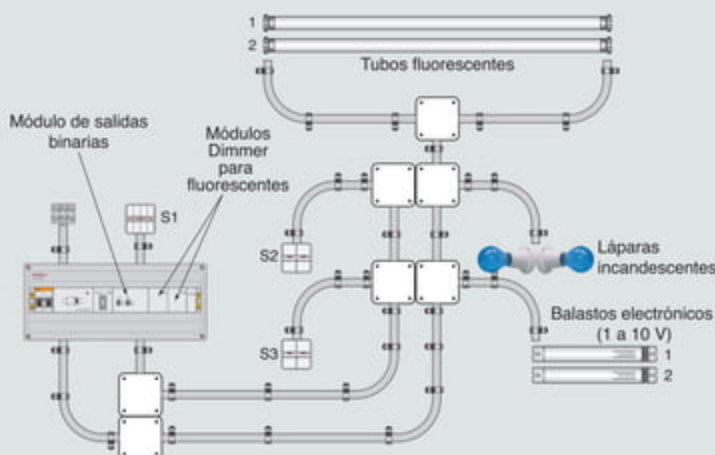 1
2
Tubos fluorescentes
Módulo de salidas
binarias
Módulos
Dimmer
para
fluorescentes
S1
S2
Láparas
incandescentes
S3
Balastos electrónicos
(1 a 10 V)
1
2